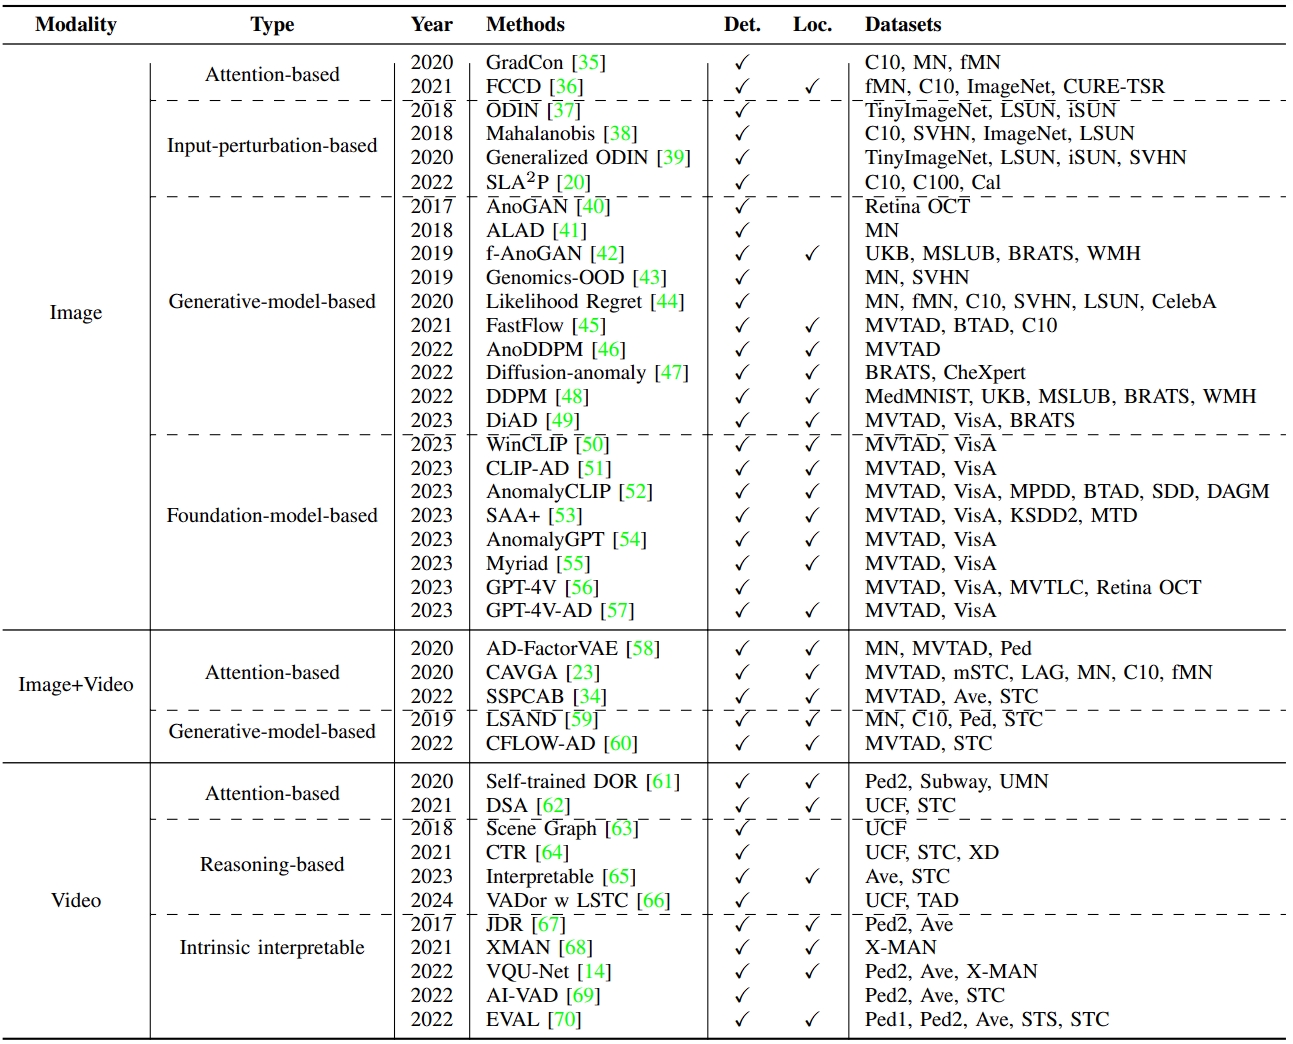 Modality Type Year Methods Det. Loc. Datasets
Image
Attention-based
2020 GradCon [35] ✓ C10, MN, fMN
2021 FCCD [36] ✓ ✓ fMN, C10, ImageNet, CURE-TSR
Input-perturbation-based
2018 ODIN [37] ✓ TinyImageNet, LSUN, iSUN
2018 Mahalanobis [38] ✓ C10, SVHN, ImageNet, LSUN
2020 Generalized ODIN [39] ✓ TinyImageNet, LSUN, iSUN, SVHN
2022 SLA²P [20] ✓ C10, C100, Cal
Generative-model-based
2017 AnoGAN [40] ✓ Retina OCT
2018 ALAD [41] ✓ MN
2019 f-AnoGAN [42] ✓ ✓ UKB, MSLUB, BRATS, WMH
2019 Genomics-OOD [43] ✓ MN, SVHN
2020 Likelihood Regret [44] ✓ MN, fMN, C10, SVHN, LSUN, CelebA
2021 FastFlow [45] ✓ ✓ MVTAD, BTAD, C10
2022 AnoDDPM [46] ✓ ✓ MVTAD
2022 Diffusion-anomaly [47] ✓ ✓ BRATS, CheXpert
2022 DDPM [48] ✓ ✓ MedMNIST, UKB, MSLUB, BRATS, WMH
2023 DiAD [49] ✓ ✓ MVTAD, VisA, BRATS
Foundation-model-based
2023 WinCLIP [50] ✓ ✓ MVTAD, VisA
2023 CLIP-AD [51] ✓ ✓ MVTAD, VisA
2023 AnomalyCLIP [52] ✓ ✓ MVTAD, VisA, MPDD, BTAD, SDD, DAGM
2023 SAA+ [53] ✓ ✓ MVTAD, VisA, KSDD2, MTD
2023 AnomalyGPT [54] ✓ ✓ MVTAD, VisA
2023 Myriad [55] ✓ ✓ MVTAD, VisA
2023 GPT-4V [56] ✓ MVTAD, VisA, MVTLC, Retina OCT
2023 GPT-4V-AD [57] ✓ ✓ MVTAD, VisA
Image+Video
Attention-based
2020 AD-FactorVAE [58] ✓ ✓ MN, MVTAD, Ped
2020 CAVGA [23] ✓ ✓ MVTAD, mSTC, LAG, MN, C10, fMN
2022 SSPCAB [34] ✓ ✓ MVTAD, Ave, STC
Generative-model-based
2019 LSAND [59] ✓ ✓ MN, C10, Ped, STC
2022 CFLOW-AD [60] ✓ ✓ MVTAD, STC
Video
Attention-based
2020 Self-trained DOR [61] ✓ ✓ Ped2, Subway, UMN
2021 DSA [62] ✓ ✓ UCF, STC
Reasoning-based
2018 Scene Graph [63] ✓ UCF
2021 CTR [64] ✓ UCF, STC, XD
2023 Interpretable [65] ✓ ✓ Ave, STC
2024 VADor w LSTC [66] ✓ UCF, TAD
Intrinsic interpretable
2017 JDR [67] ✓ ✓ Ped2, Ave
2021 XMAN [68] ✓ ✓ X-MAN
2022 VQU-Net [14] ✓ ✓ Ped2, Ave, X-MAN
2022 AI-VAD [69] ✓ Ped2, Ave, STC
2022 EVAL [70] ✓ ✓ Ped1, Ped2, Ave, STS, STC